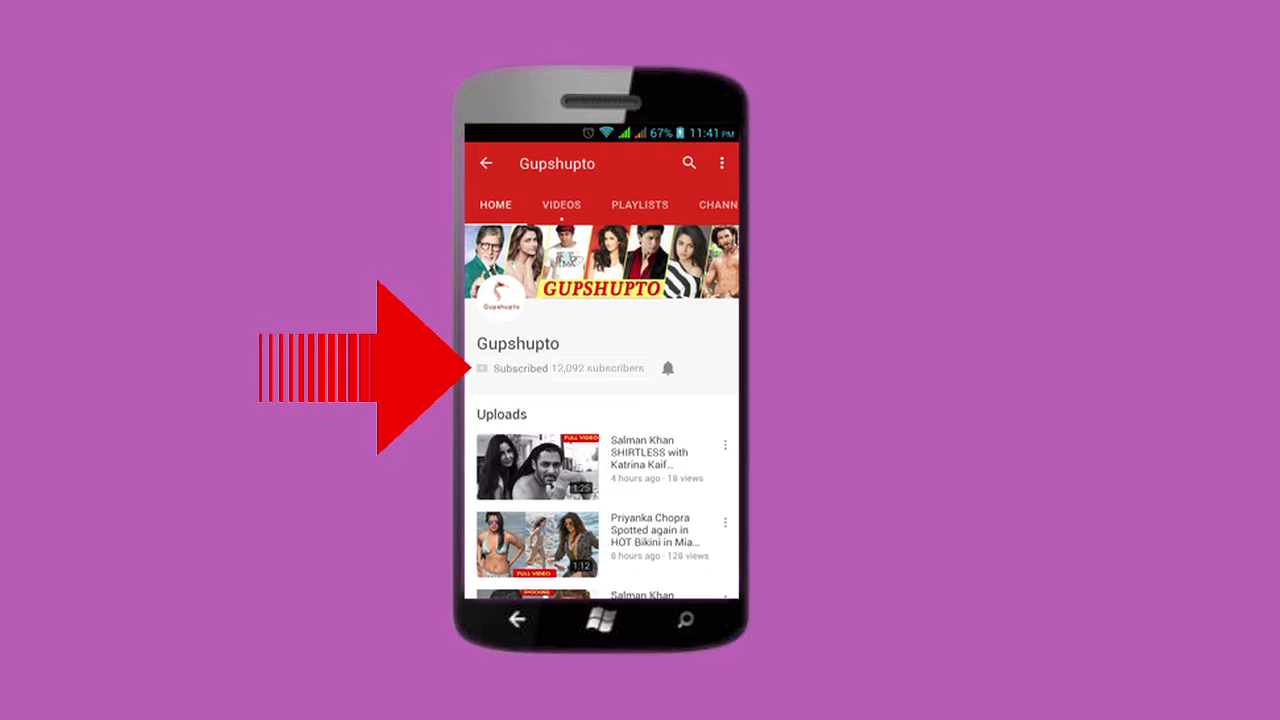 67% 11:41 PM
Gupshupto
HOME VIDEOS PLAYLISTS CHANN
GUPSHUPTO
Gupshupto
Gupshupto
Subscribed 12,092 subscribers
Uploads
FULL VIDEO
1:25
Salman Khan
SHIRTLESS with
Katrina Kaif...
4 hours ago · 18 views
FULL VIDEO
1:12
Priyanka Chopra
Spotted again in
HOT Bikini in Mia...
8 hours ago · 128 views
SHOCKING
Salman Khan